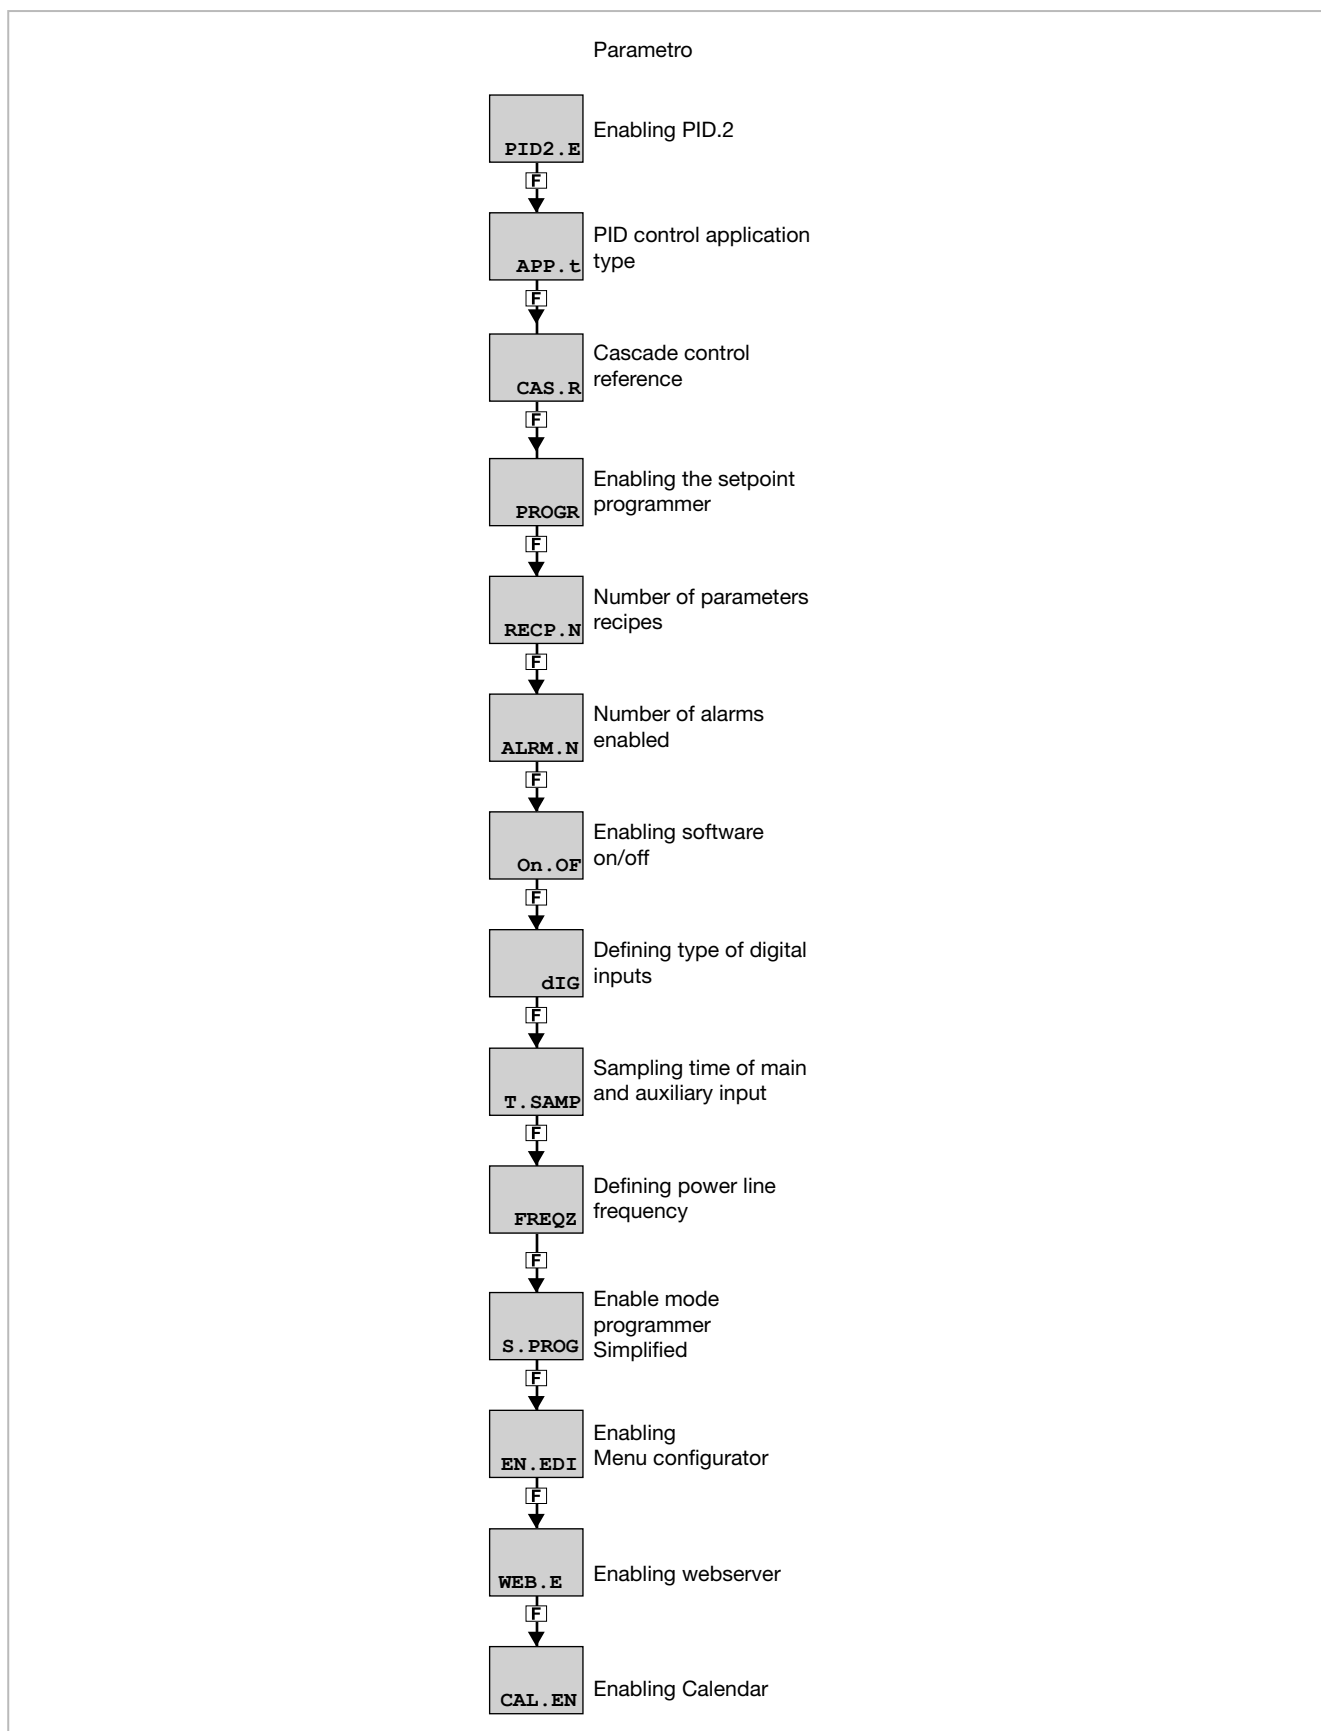 Parametro
PID2.E
Enabling PID.2
F
APP.t
PID control application
type
F
CAS.R
Cascade control
reference
F
PROGR
Enabling the setpoint
programmer
F
RECP.N
Number of parameters
recipes
F
ALRM.N
Number of alarms
enabled
F
On.OF
Enabling software
on/off
F
dIG
Defining type of digital
inputs
F
T.SAMP
Sampling time of main
and auxiliary input
F
FREQZ
Defining power line
frequency
F
S.PROG
Enable mode
programmer
Simplified
F
EN.EDI
Enabling
Menu configurator
F
WEB.E
Enabling webserver
F
CAL.EN
Enabling Calendar